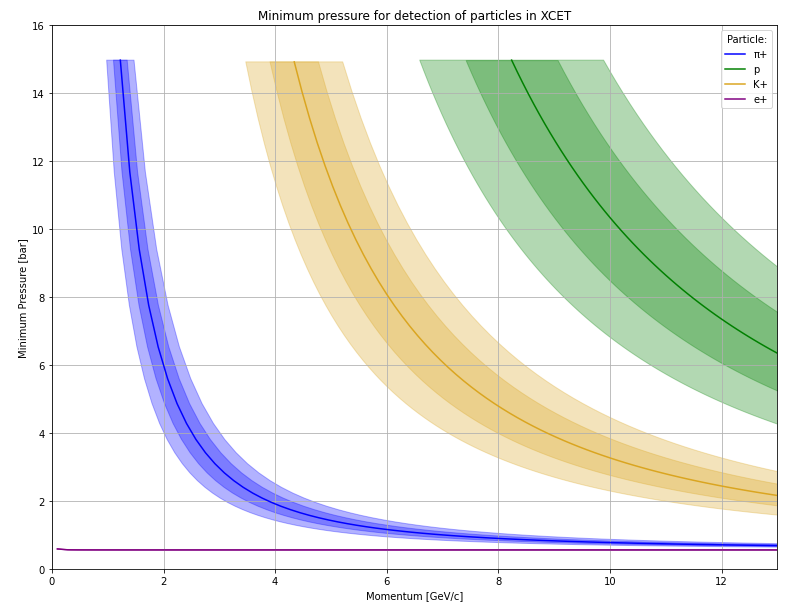 Minimum pressure for detection of particles in XCET
Particle:
π+
p
K+
e+
16
14
12
10
8
6
4
2
0
Minimum Pressure [bar]
0 2 4 6 8 10 12
Momentum [GeV/c]